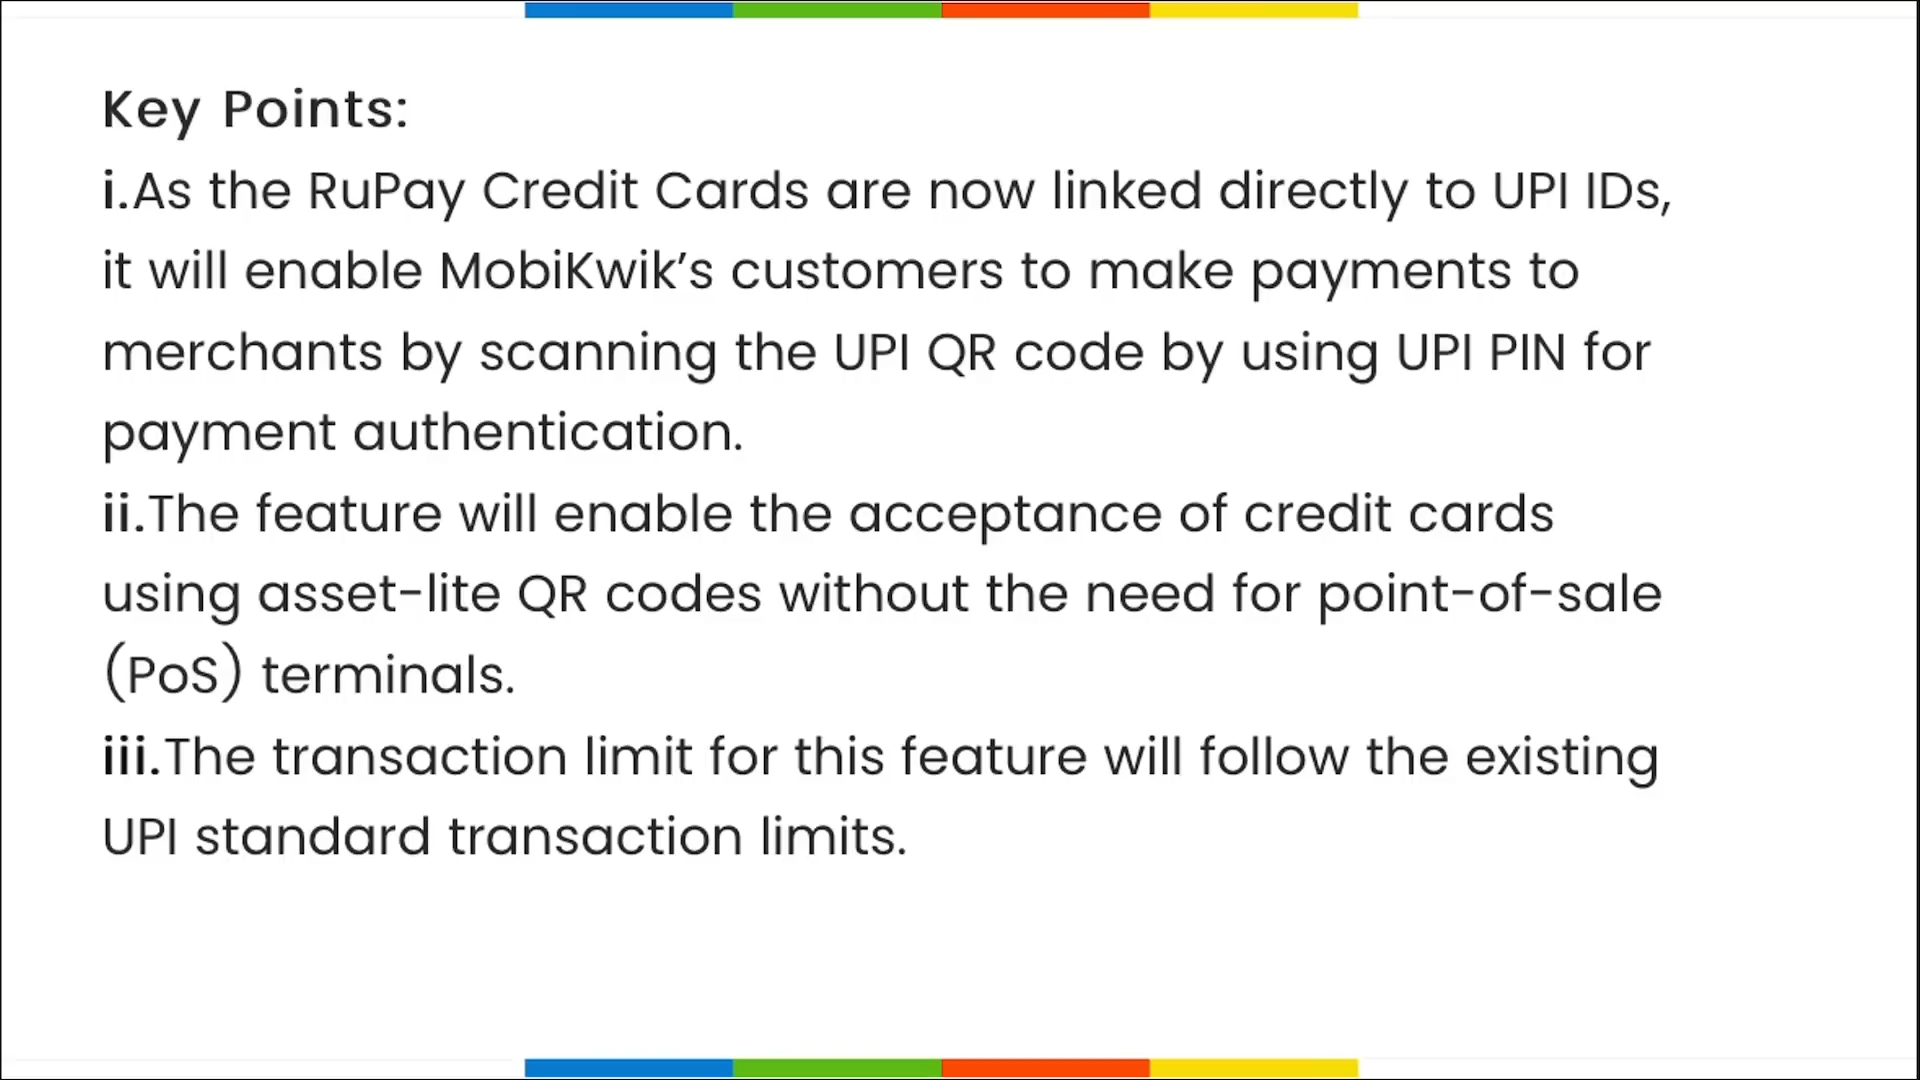 Key Points:
i.As the RuPay Credit Cards are now linked directly to UPI IDs,
it will enable MobiKwik’s customers to make payments to
merchants by scanning the UPI QR code by using UPI PIN for
payment authentication.
ii.The feature will enable the acceptance of credit cards
using asset-lite QR codes without the need for point-of-sale
(PoS) terminals.
iii.The transaction limit for this feature will follow the existing
UPI standard transaction limits.